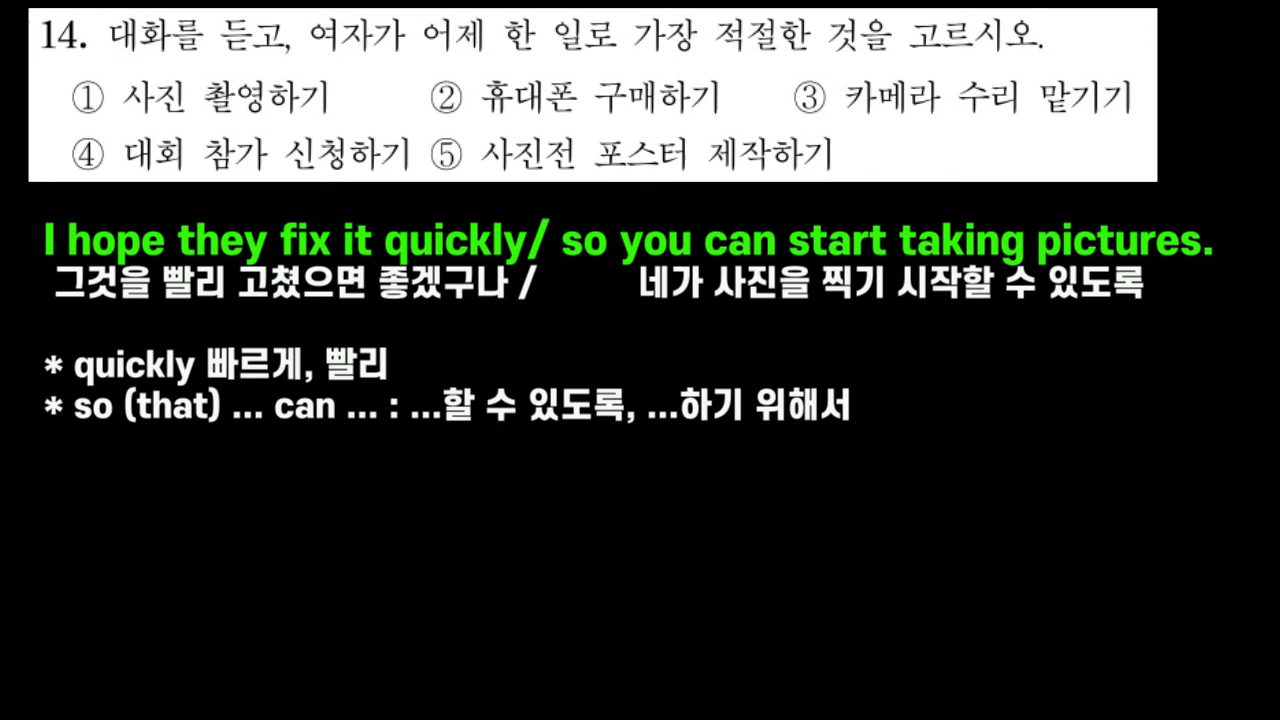 14. 대화를 듣고, 여자가 어제 한 일로 가장 적절한 것을 고르시오.
① 사진 촬영하기 ② 휴대폰 구매하기 ③ 카메라 수리 맡기기
④ 대회 참가 신청하기 ⑤ 사진전 포스터 제작하기
I hope they fix it quickly/ so you can start taking pictures.
그것을 빨리 고쳤으면 좋겠구나 / 네가 사진을 찍기 시작할 수 있도록
* quickly 빠르게, 빨리
* so (that) ... can ... : ...할 수 있도록, ...하기 위해서